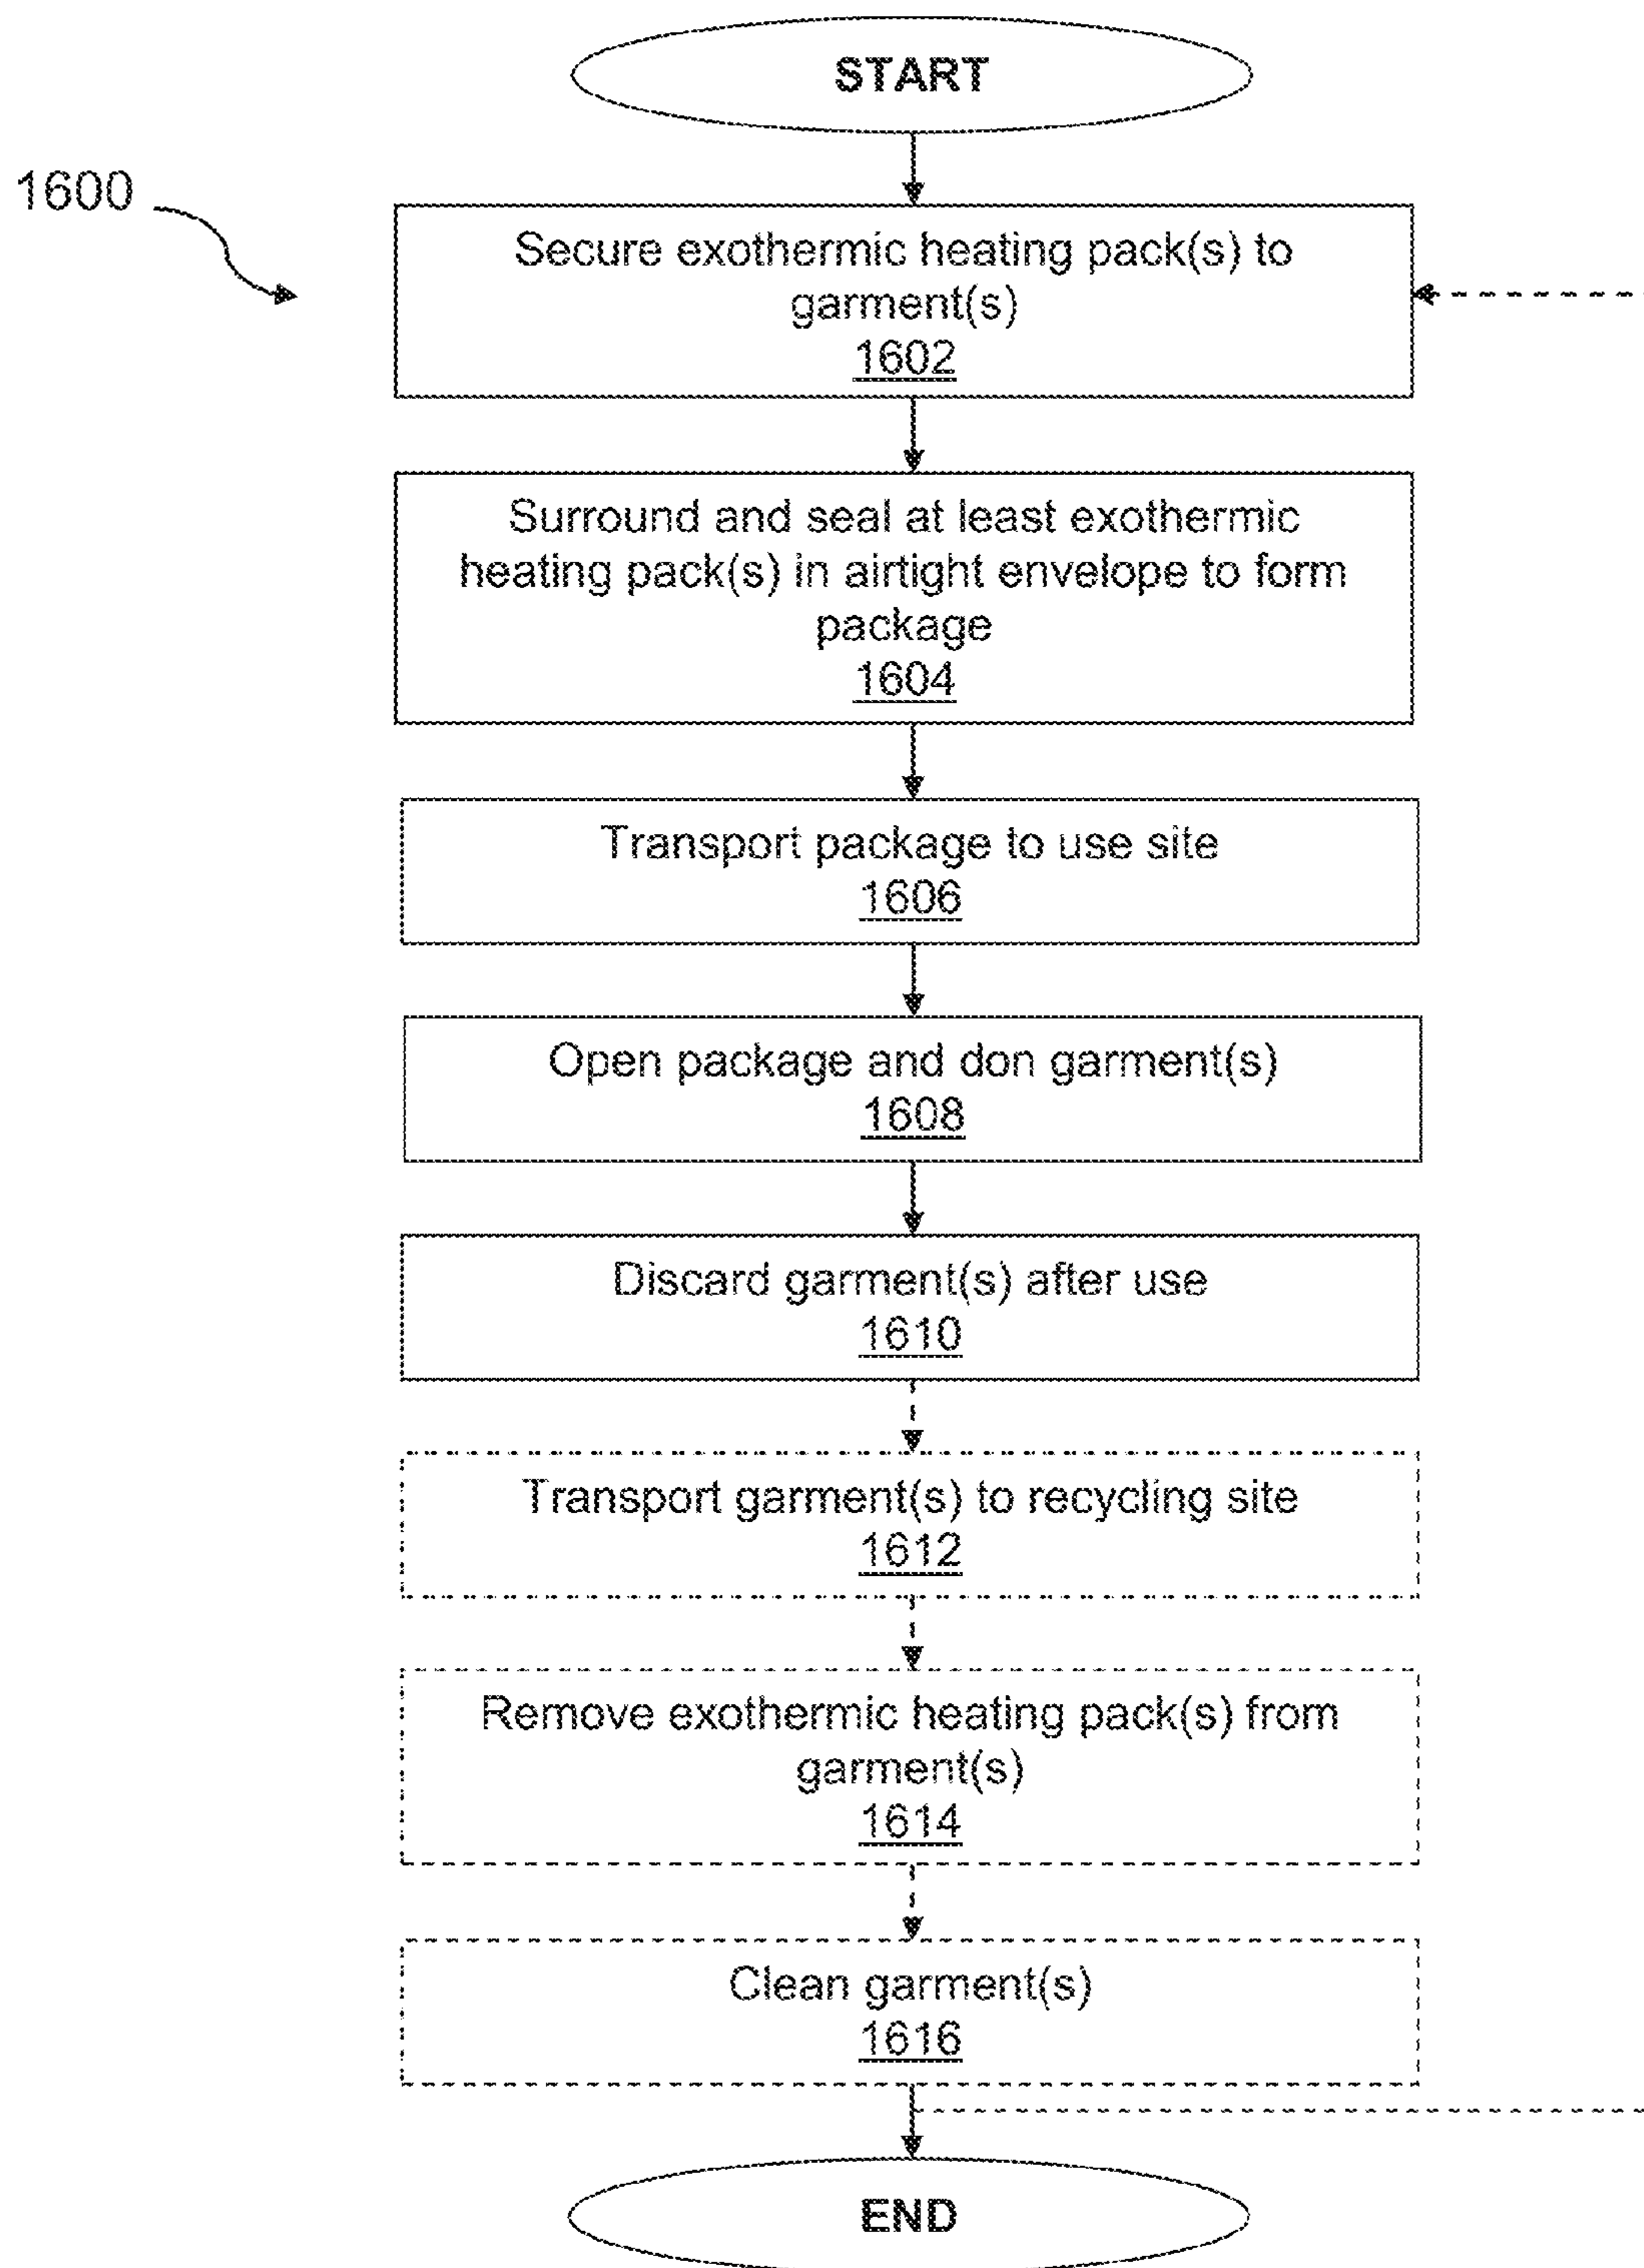 START
1600
Secure exothermic heating pack(s) to
garment(s)
1602
Surround and seal at least exothermic
heating pack(s) in airtight envelope to form
package
1604
Transport package to use site
1606
Open package and don garment(s)
1608
Discard garment(s) after use
1610
Transport garment(s) to recycling site
1612
Remove exothermic heating pack(s) from
garment(s)
1614
Clean garment(s)
1616
END